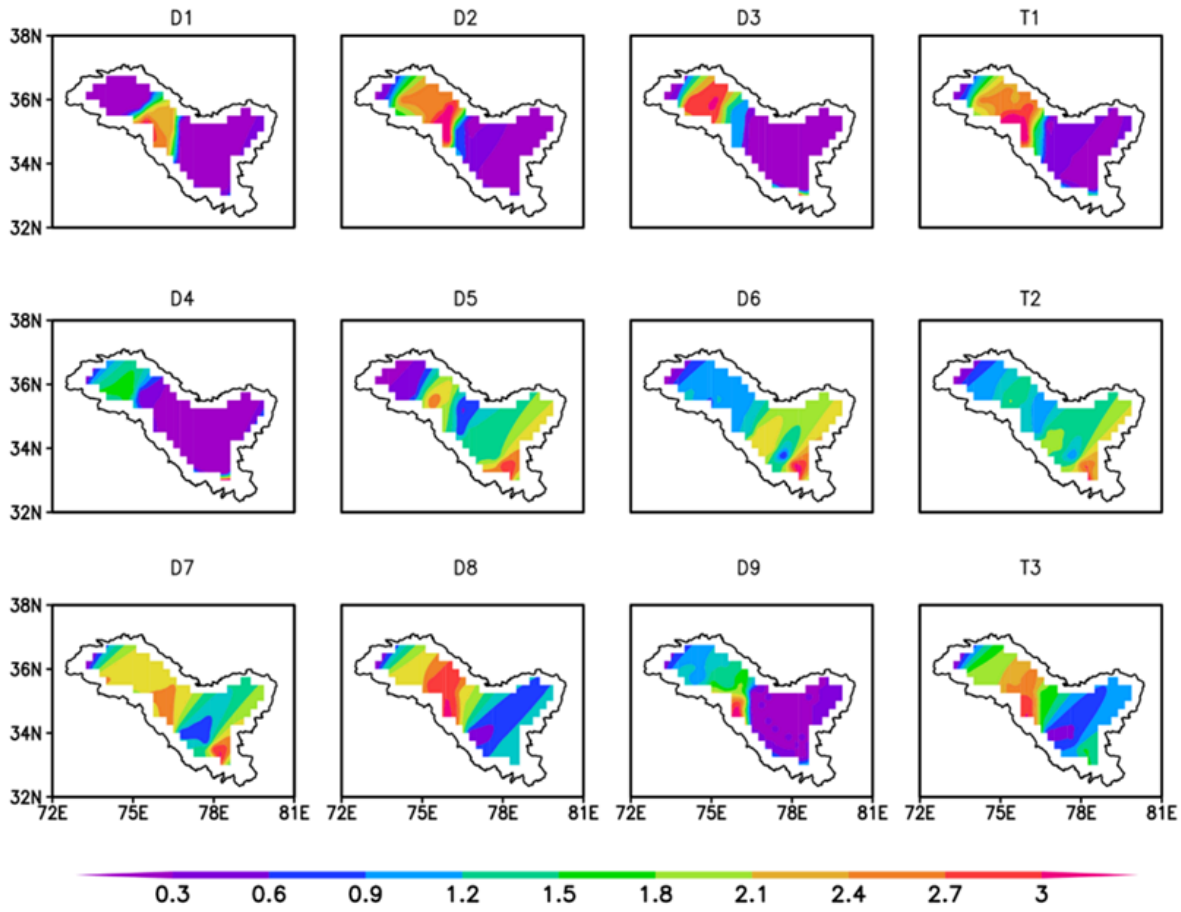 D1 D2 D3 T1
38N
36N
34N
32N
D4 D5 D6 T2
38N
36N
34N
32N
D7 D8 D9 T3
38N
36N
34N
32N
72E 75E 78E 81E 72E 75E 78E 81E 72E 75E 78E 81E 72E 75E 78E 81E
0.3 0.6 0.9 1.2 1.5 1.8 2.1 2.4 2.7 3